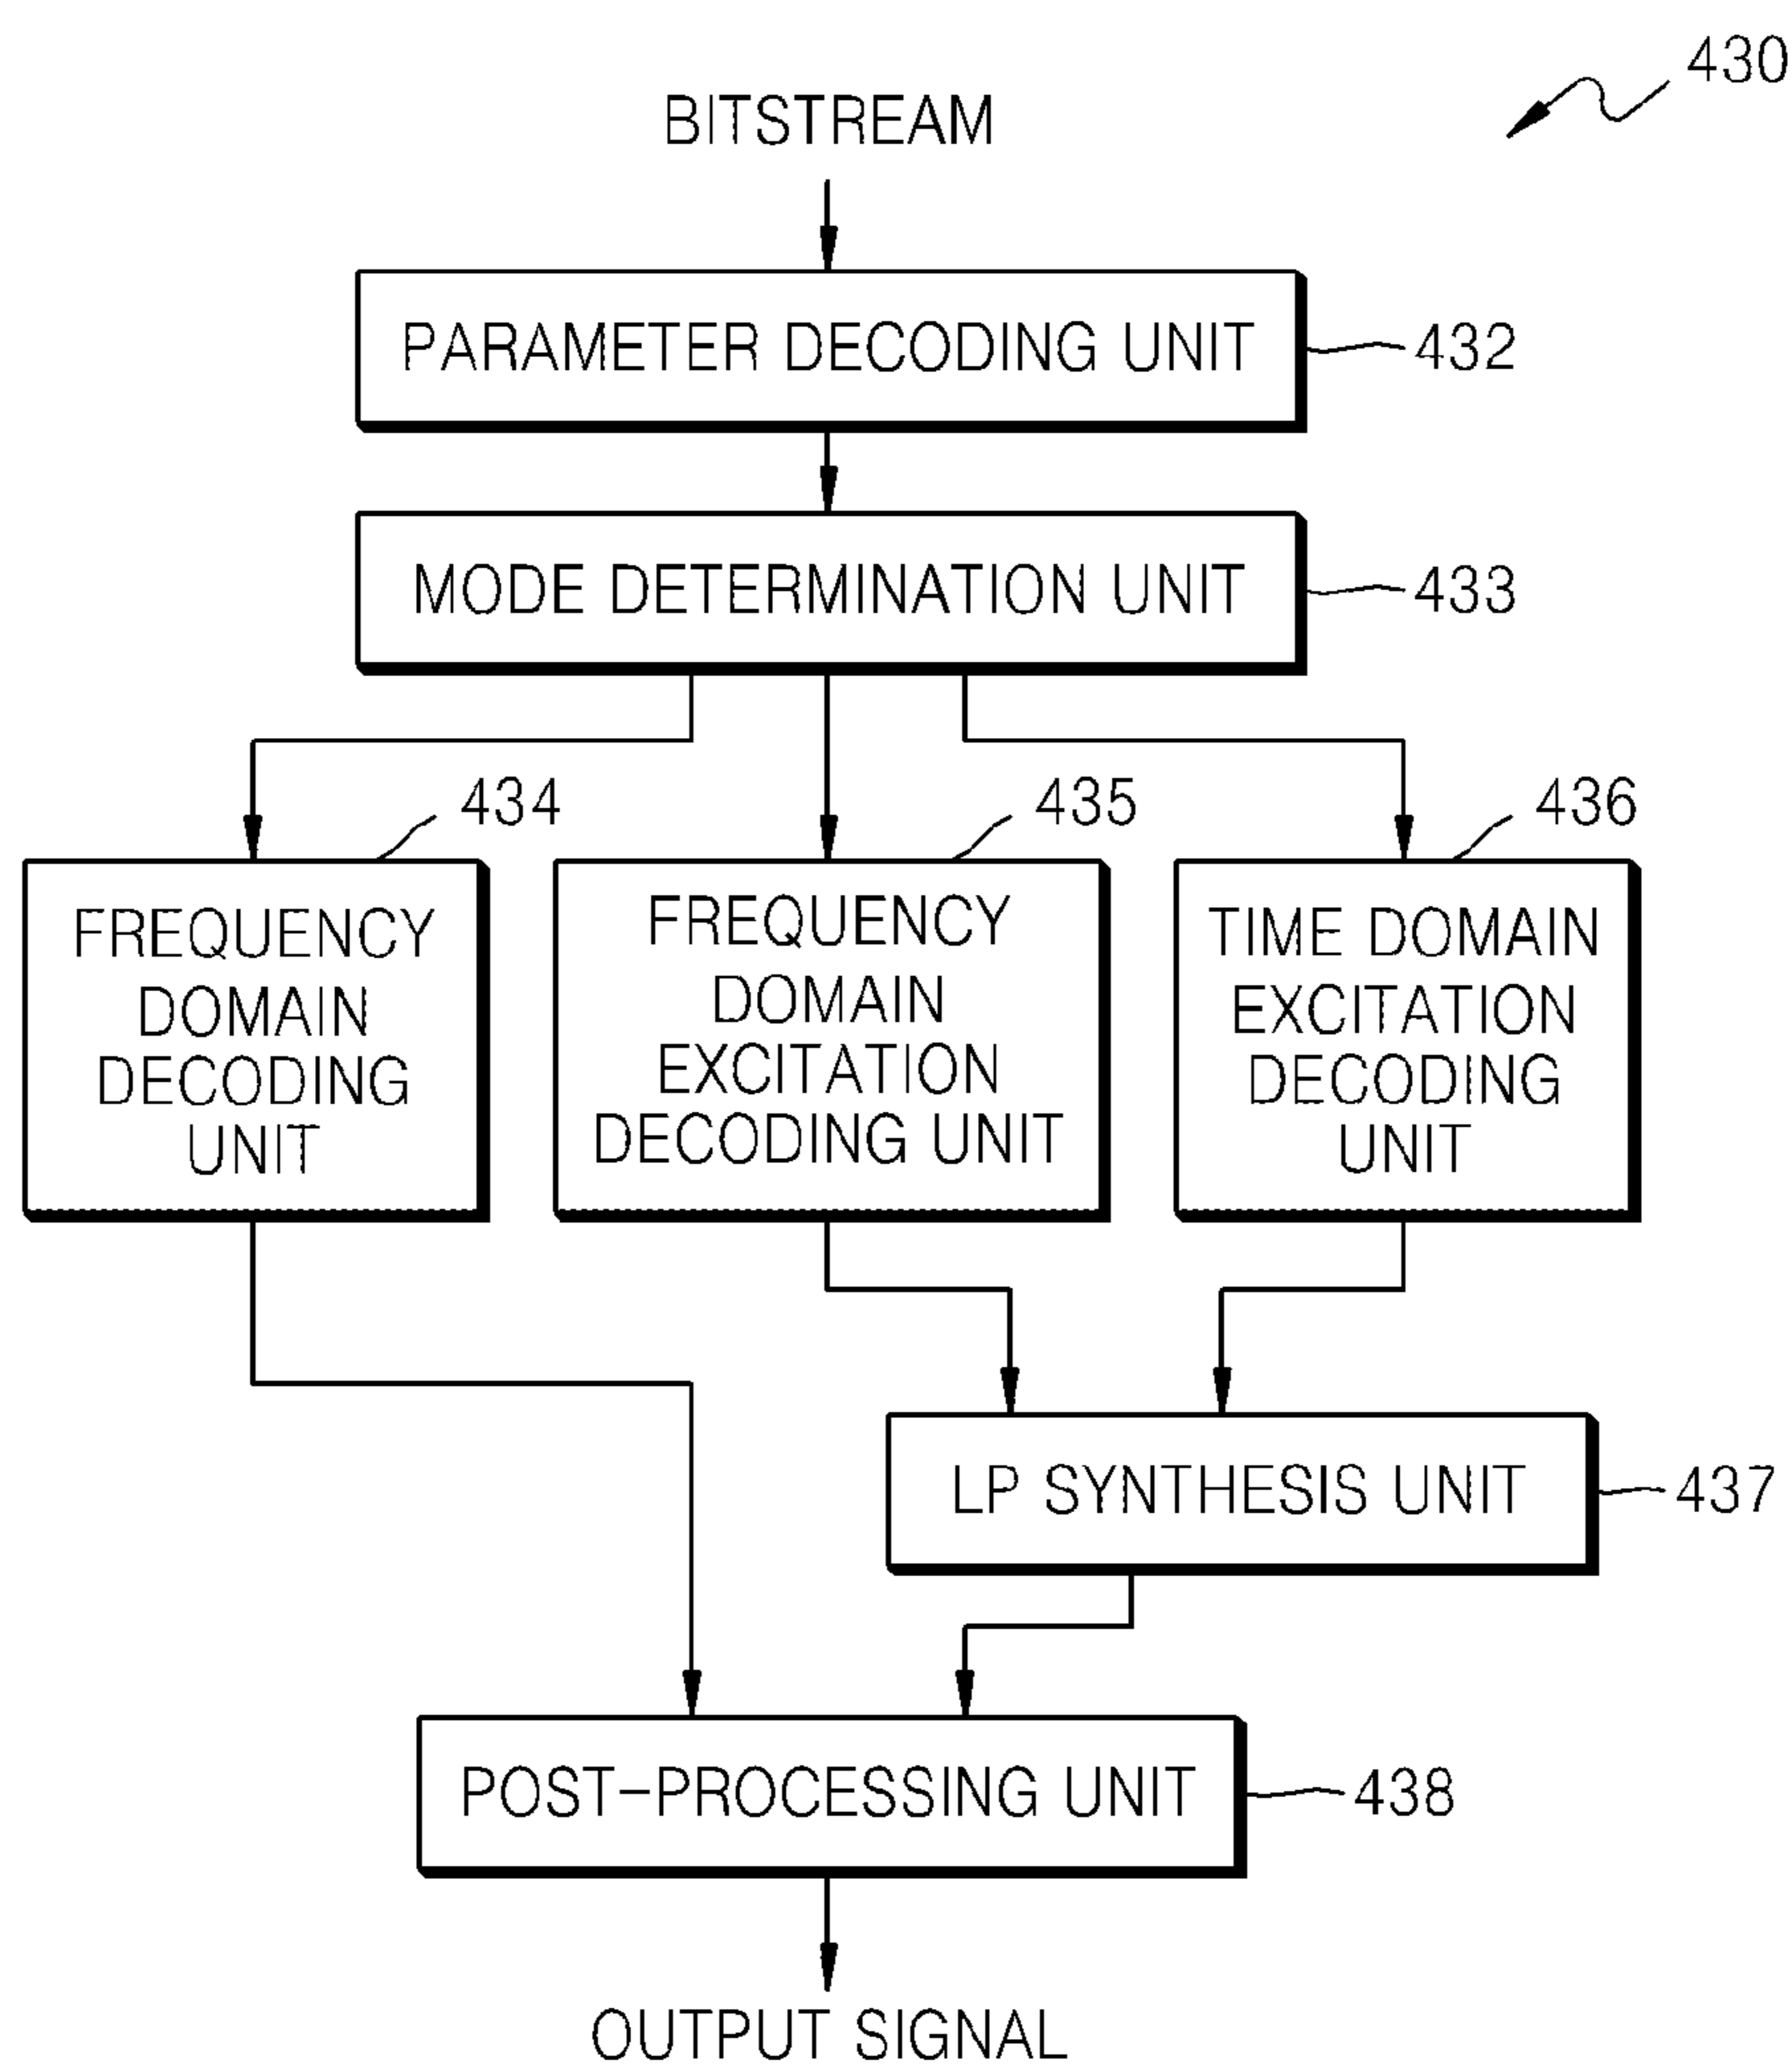 430
BITSTREAM
PARAMETER DECODING UNIT
432
MODE DETERMINATION UNIT
433
434
435
436
FREQUENCY
DOMAIN
DECODING
UNIT
FREQUENCY
DOMAIN
EXCITATION
DECODING UNIT
TIME DOMAIN
EXCITATION
DECODING
UNIT
LP SYNTHESIS UNIT
437
POST-PROCESSING UNIT
438
OUTPUT SIGNAL